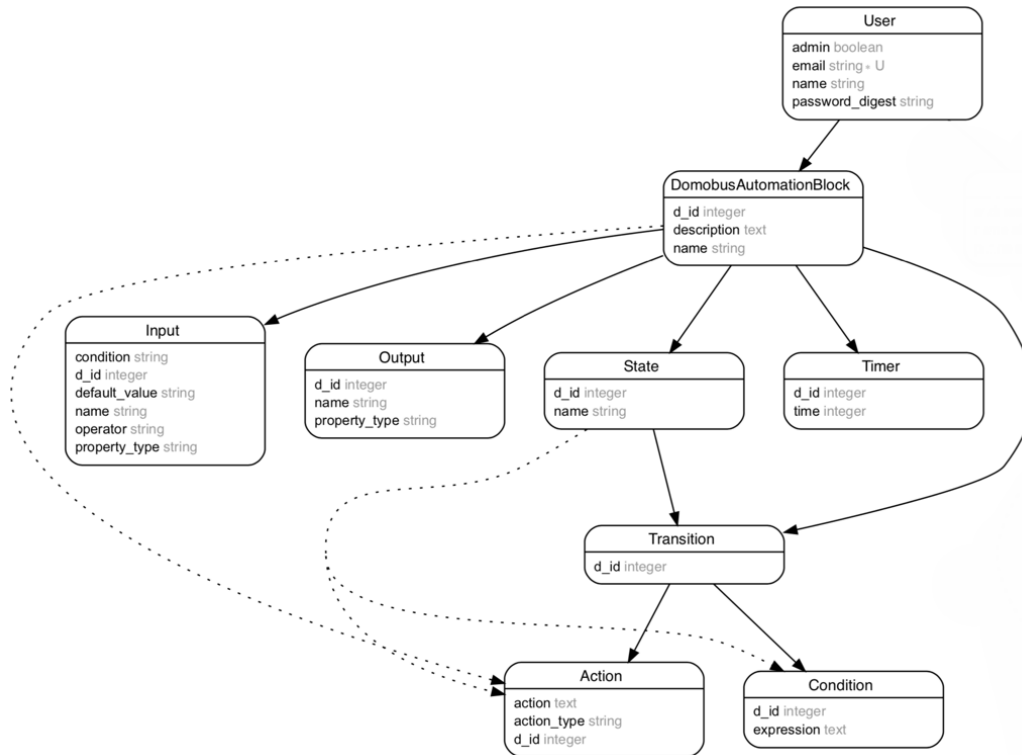 User
admin boolean
email string * U
name string
password_digest string
DomobusAutomationBlock
d_id integer
description text
name string
Input
condition string
d_id integer
default_value string
name string
operator string
property_type string
Output
d_id integer
name string
property_type string
State
d_id integer
name string
Timer
d_id integer
time integer
Transition
d_id integer
Action
action text
action_type string
d_id integer
Condition
d_id integer
expression text